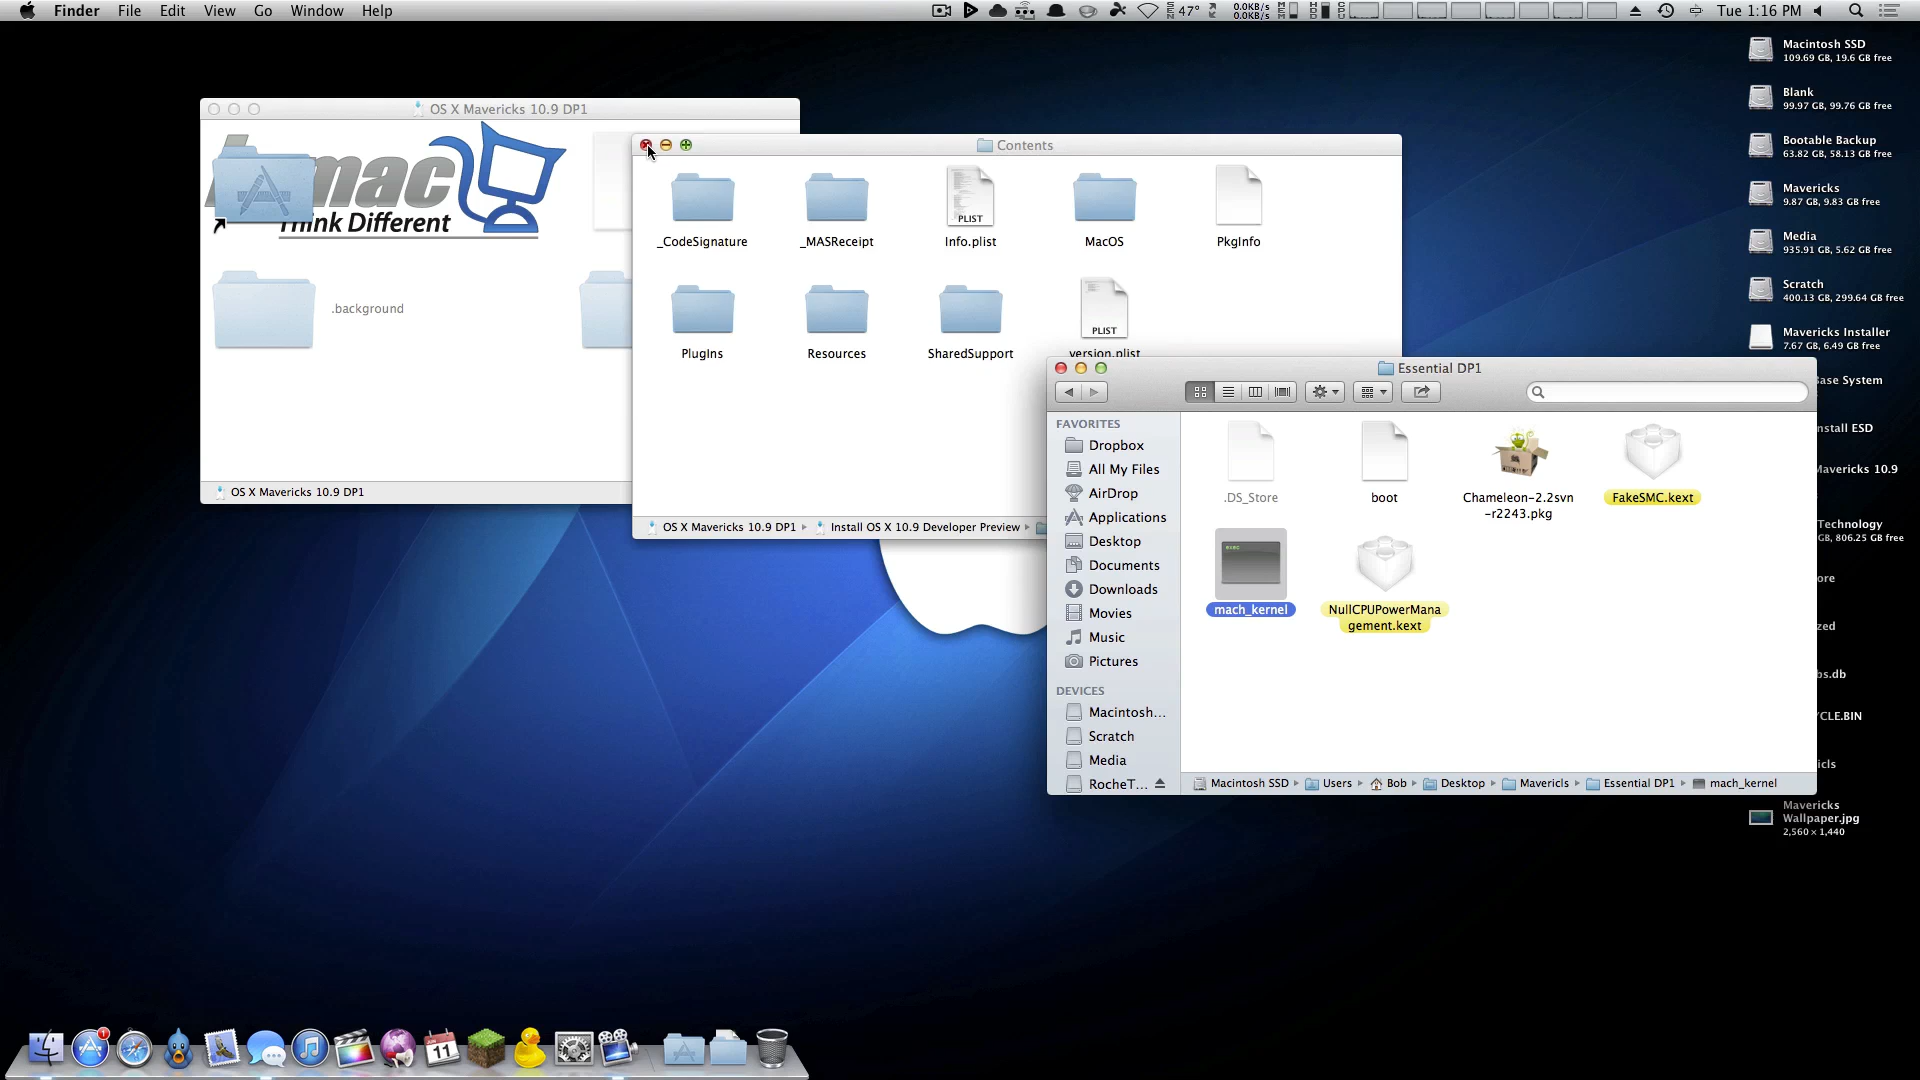 Finder File Edit View Go Window Help
47° 0.0KB/s 0.0KB/s Tue 1:16 PM
OS X Mavericks 10.9 DP1
mac
Think Different
.background
OS X Mavericks 10.9 DP1
Contents
_CodeSignature _MASReceipt Info.plist MacOS PkgInfo
PLIST
PlugIns Resources SharedSupport version.plist
PLIST
OS X Mavericks 10.9 DP1 Install OS X 10.9 Developer Preview
Essential DP1
FAVORITES
Dropbox
All My Files
AirDrop
Applications
Desktop
Documents
Downloads
Movies
Music
Pictures
DEVICES
Macintosh...
Scratch
Media
RocheT...
.DS_Store boot Chameleon-2.2svn
-r2243.pkg
FakeSMC.kext
exec
mach_kernel NullCPUPowerMana
gement.kext
Macintosh SSD Users Bob Desktop Mavericls Essential DP1 mach_kernel
Macintosh SSD
109.69 GB, 19.6 GB free
Blank
99.97 GB, 99.76 GB free
Bootable Backup
63.82 GB, 58.13 GB free
Mavericks
9.87 GB, 9.83 GB free
Media
935.91 GB, 5.62 GB free
Scratch
400.13 GB, 299.64 GB free
Mavericks Installer
7.67 GB, 6.49 GB free
ase System
nstall ESD
Mavericks 10.9
Technology
GB, 806.25 GB free
ore
zed
bs.db
CLE.BIN
icls
Mavericks
Wallpaper.jpg
2,560 × 1,440
1
11